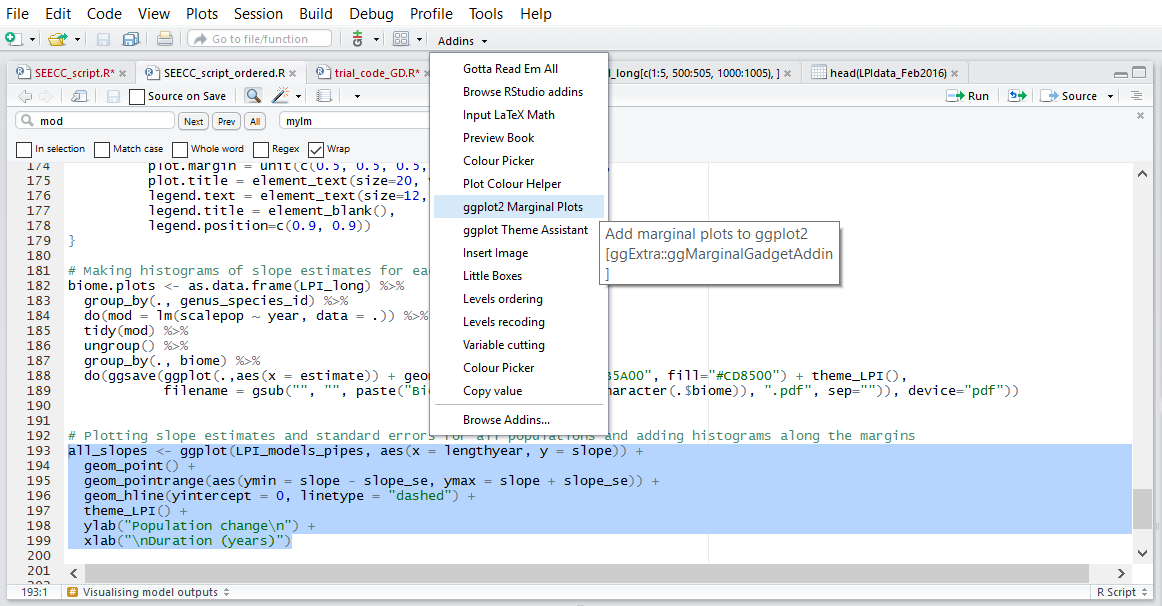 File Edit Code View Plots Session Build Debug Profile Tools Help
Go to file/function Addins
SEECC_script.R* SEECC_script_ordered.R trial_code_GD.R* _long[c(1:5, 500:505, 1000:1005), ] head(LPIdata_Feb2016)
Source on Save Run Source
mod Next Prev All mylm
In selection Match case Whole word Regex Wrap
Gotta Read Em All
Browse RStudio addins
Input LaTeX Math
Preview Book
Colour Picker
Plot Colour Helper
ggplot2 Marginal Plots
ggplot Theme Assistant
Insert Image
Little Boxes
Levels ordering
Levels recoding
Variable cutting
Colour Picker
Copy value
Browse Addins...
Add marginal plots to ggplot2
[ggExtra::ggMarginalGadgetAddin
]
174 plot.margin = unit(c(0.5, 0.5, 0.5,
175 plot.title = element_text(size=20,
176 legend.text = element_text(size=12,
177 legend.title = element_blank(),
178 legend.position=c(0.9, 0.9))
179 }
180
181 # Making histograms of slope estimates for ea
182 biome.plots <- as.data.frame(LPI_long) %>%
183 group_by(., genus_species_id) %>%
184 do(mod = lm(scalepop ~ year, data = .)) %>%
185 tidy(mod) %>%
186 ungroup() %>%
187 group_by(., biome) %>%
188 do(ggsave(ggplot(.,aes(x = estimate)) + geo 5A00", fill="#CD8500") + theme_LPI(),
189 filename = gsub("", "", paste("Bi haracter(.$biome)), ".pdf", sep="")), device="pdf"))
190
191
192 # Plotting slope estimates and standard errors for all populations and adding histograms along the margins
193 all_slopes <- ggplot(LPI_models_pipes, aes(x = lengthyear, y = slope)) +
194 geom_point() +
195 geom_pointrange(aes(ymin = slope - slope_se, ymax = slope + slope_se)) +
196 geom_hline(yintercept = 0, linetype = "dashed") +
197 theme_LPI() +
198 ylab("Population change\n") +
199 xlab("\nDuration (years)")
200
201
193:1 Visualising model outputs R Script